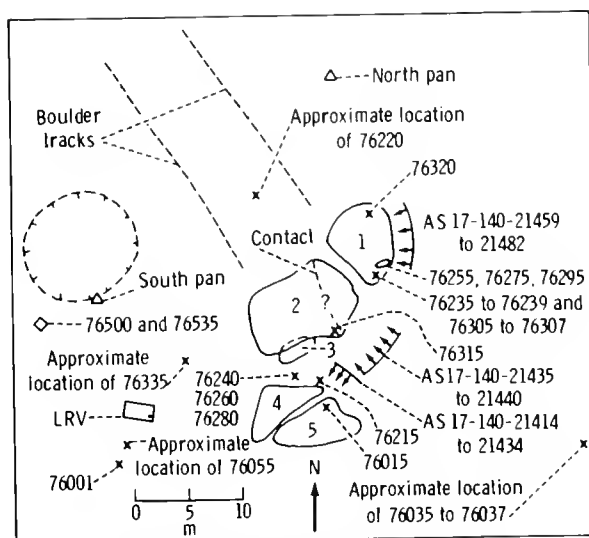 North pan
Boulder
tracks
Approximate location
of 76220
76320
AS 17-140-21459
to 21482
Contact
1
76255, 76275, 76295
South pan
2
?
76235 to 76239 and
76305 to 76307
76500 and 76535
3
76315
Approximate
location of 76335
76240
76260
76280
AS17-140-21435
to 21440
LRV
4
5
AS 17-140-21414
to 21434
76215
76015
Approximate
location of 76055
76001
N
0 5 10
m
Approximate location
of 76035 to 76037